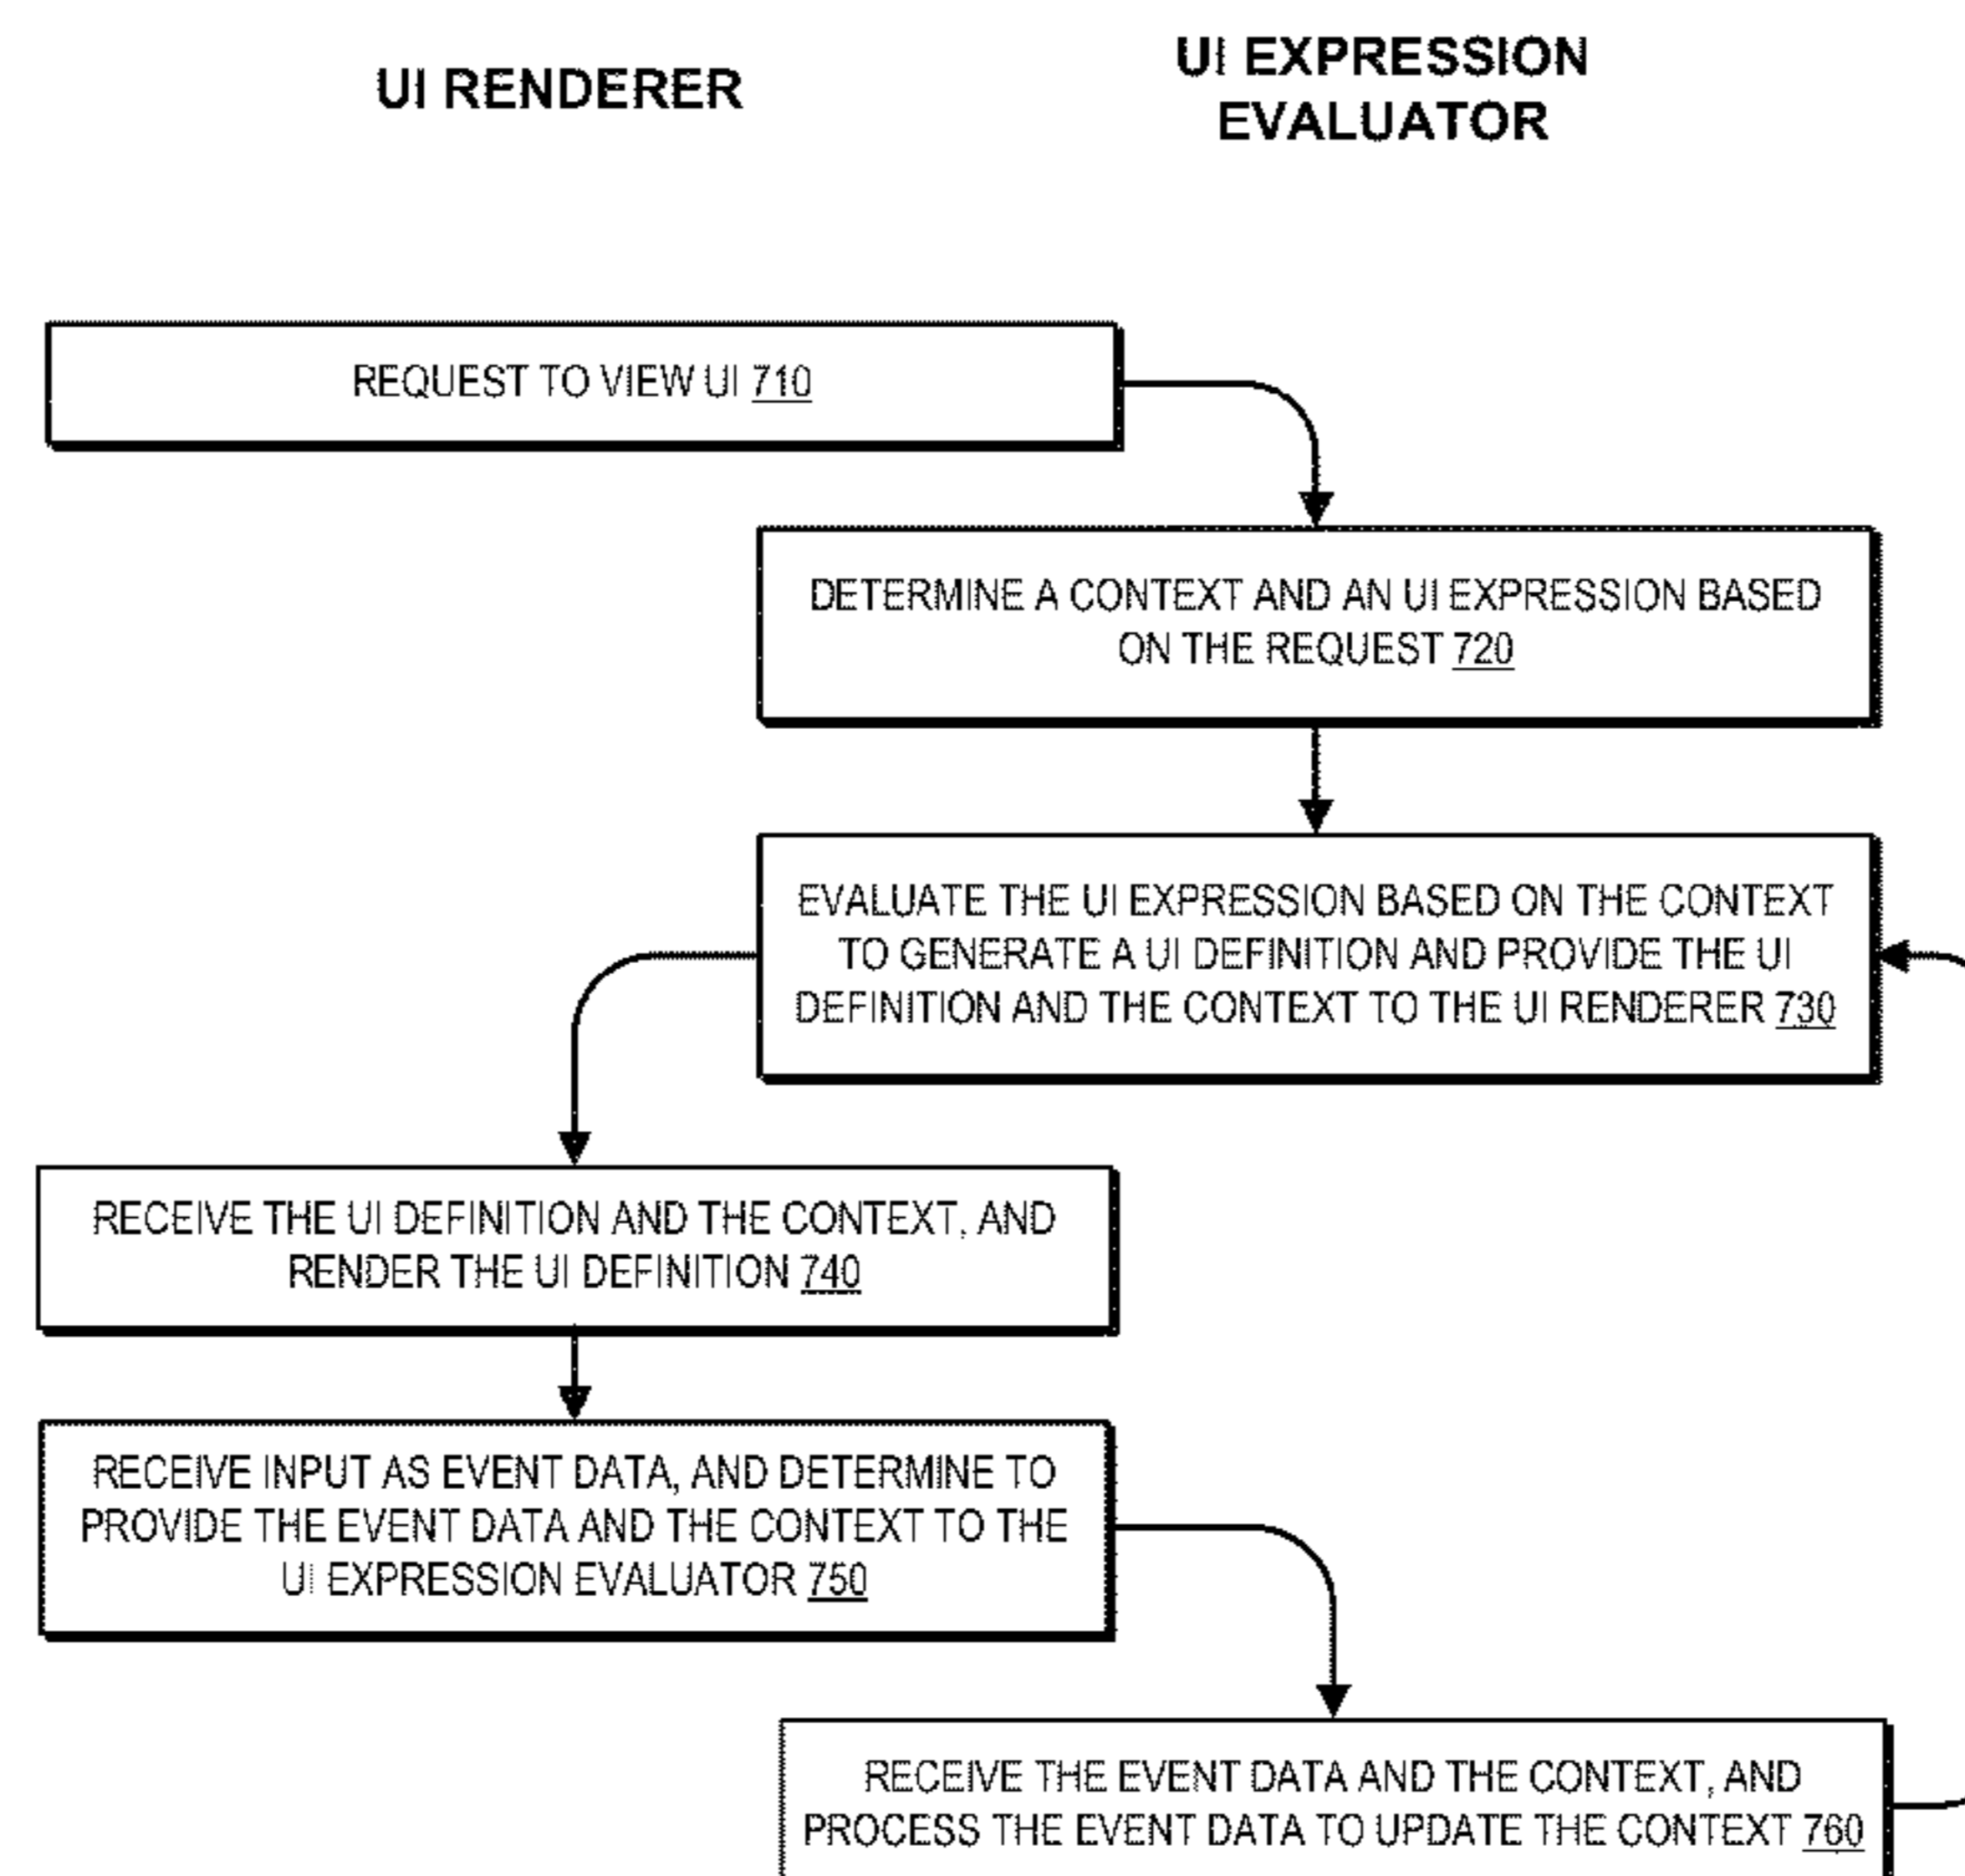 UI RENDERER
UI EXPRESSION
EVALUATOR
REQUEST TO VIEW UI 710
DETERMINE A CONTEXT AND AN UI EXPRESSION BASED
ON THE REQUEST 720
EVALUATE THE UI EXPRESSION BASED ON THE CONTEXT
TO GENERATE A UI DEFINITION AND PROVIDE THE UI
DEFINITION AND THE CONTEXT TO THE UI RENDERER 730
RECEIVE THE UI DEFINITION AND THE CONTEXT, AND
RENDER THE UI DEFINITION 740
RECEIVE INPUT AS EVENT DATA, AND DETERMINE TO
PROVIDE THE EVENT DATA AND THE CONTEXT TO THE
UI EXPRESSION EVALUATOR 750
RECEIVE THE EVENT DATA AND THE CONTEXT, AND
PROCESS THE EVENT DATA TO UPDATE THE CONTEXT 760